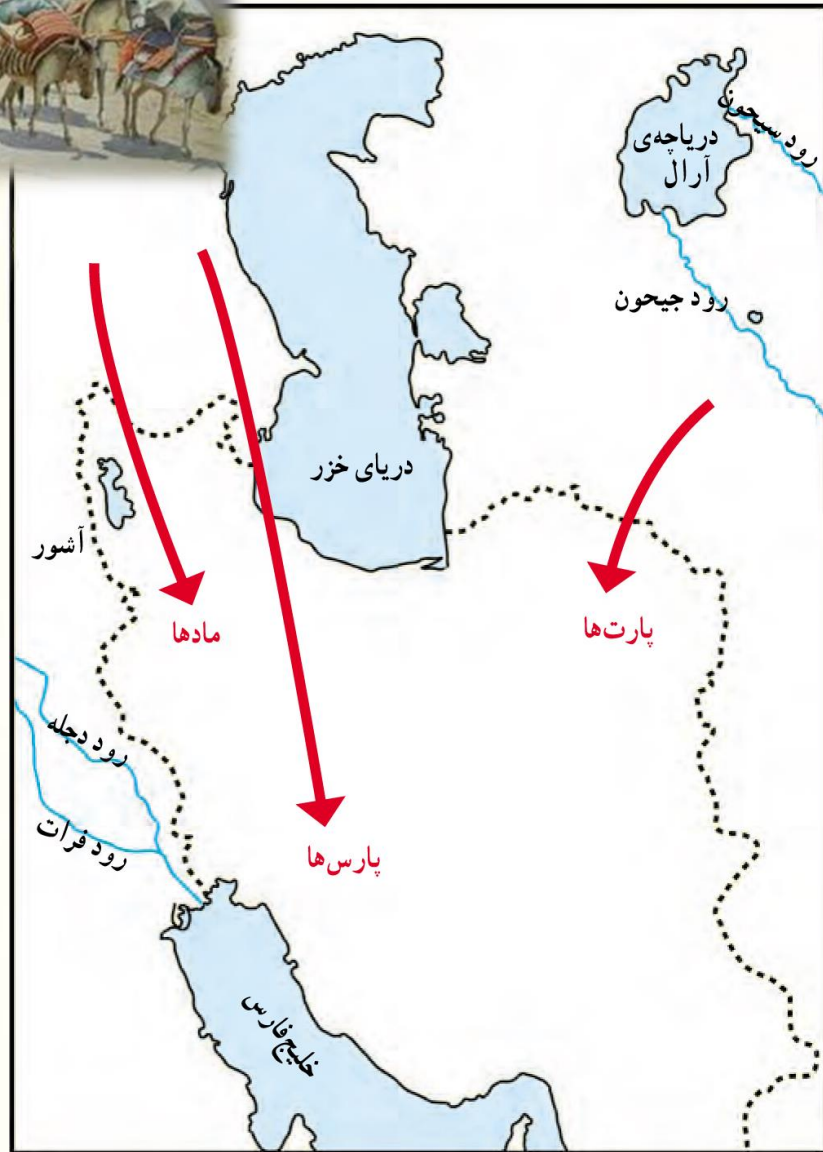 رود سیحون
دریاچه‌ی
آرال
رود جیحون
دریای خزر
آشور
مادها
پارت‌ها
رود دجله
رود فرات
پارس‌ها
خلیج فارس